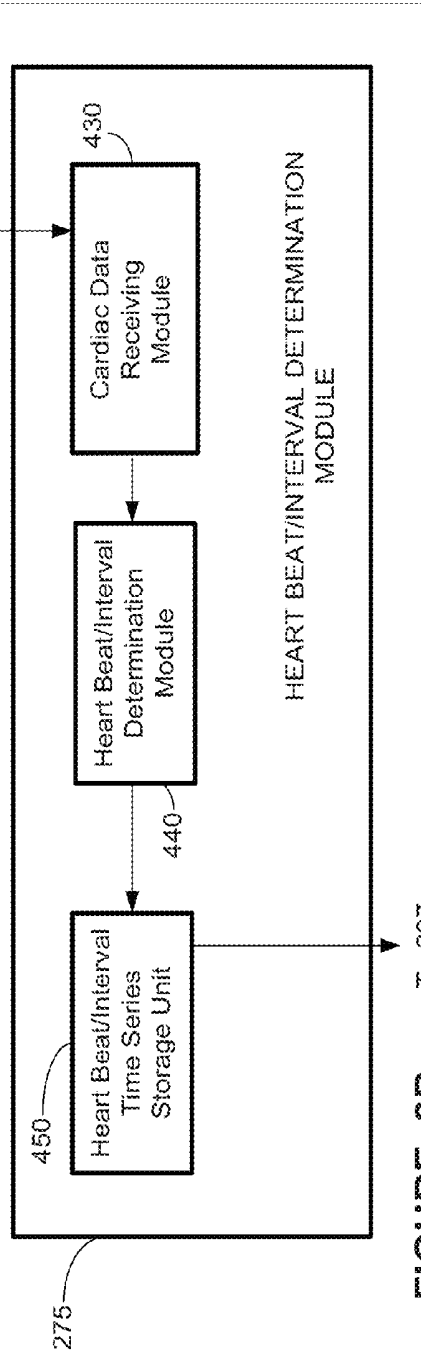 430
Cardiac Data
Receiving
Module
Heart Beat/Interval
Determination
Module
440
450
Heart Beat/Interval
Time Series
Storage Unit
HEART BEAT/INTERVAL DETERMINATION
MODULE
275